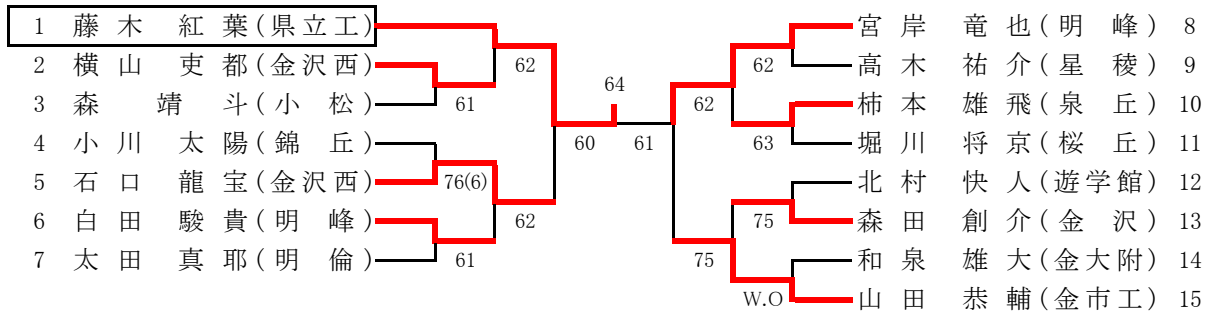 1 藤木 紅葉(県立工)
2 横山 吏都(金沢西)
3 森 靖斗(小松)
4 小川 太陽(錦丘)
5 石口 龍宝(金沢西)
6 白田 駿貴(明峰)
7 太田 真耶(明倫)
62
61
76(6)
62
61
60
64
61
62
62
63
75
75
W.O
宮岸 竜也(明峰) 8
高木 祐介(星稜) 9
柿本 雄飛(泉丘) 10
堀川 将京(桜丘) 11
北村 快人(遊学館) 12
森田 創介(金沢) 13
和泉 雄大(金大附) 14
山田 恭輔(金市工) 15